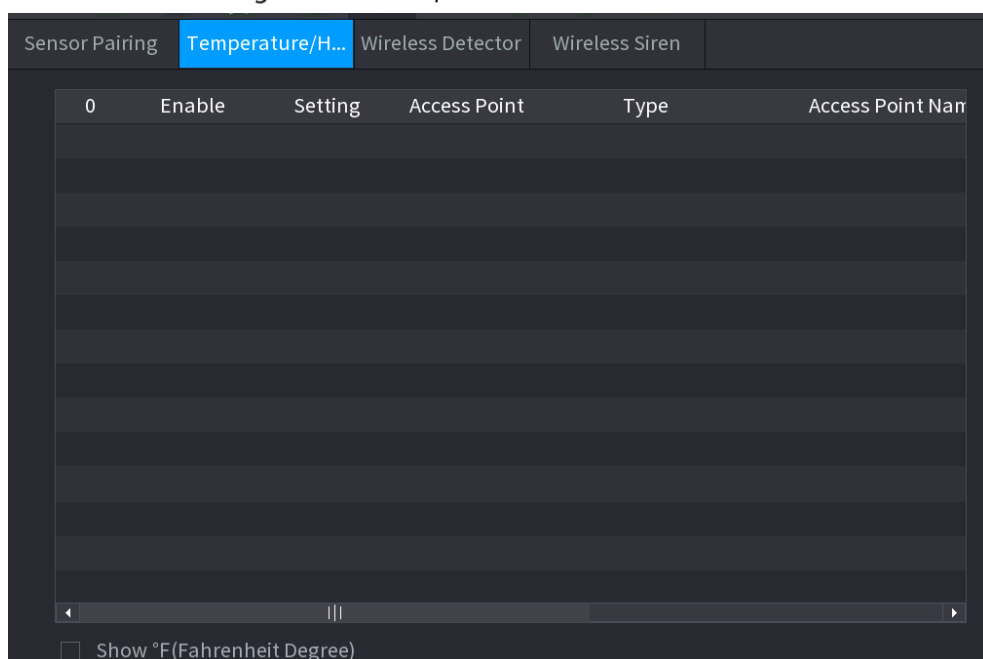 Sensor Pairing Temperature/H... Wireless Detector Wireless Siren
0 Enable Setting Access Point Type Access Point Nam
Show °F(Fahrenheit Degree)